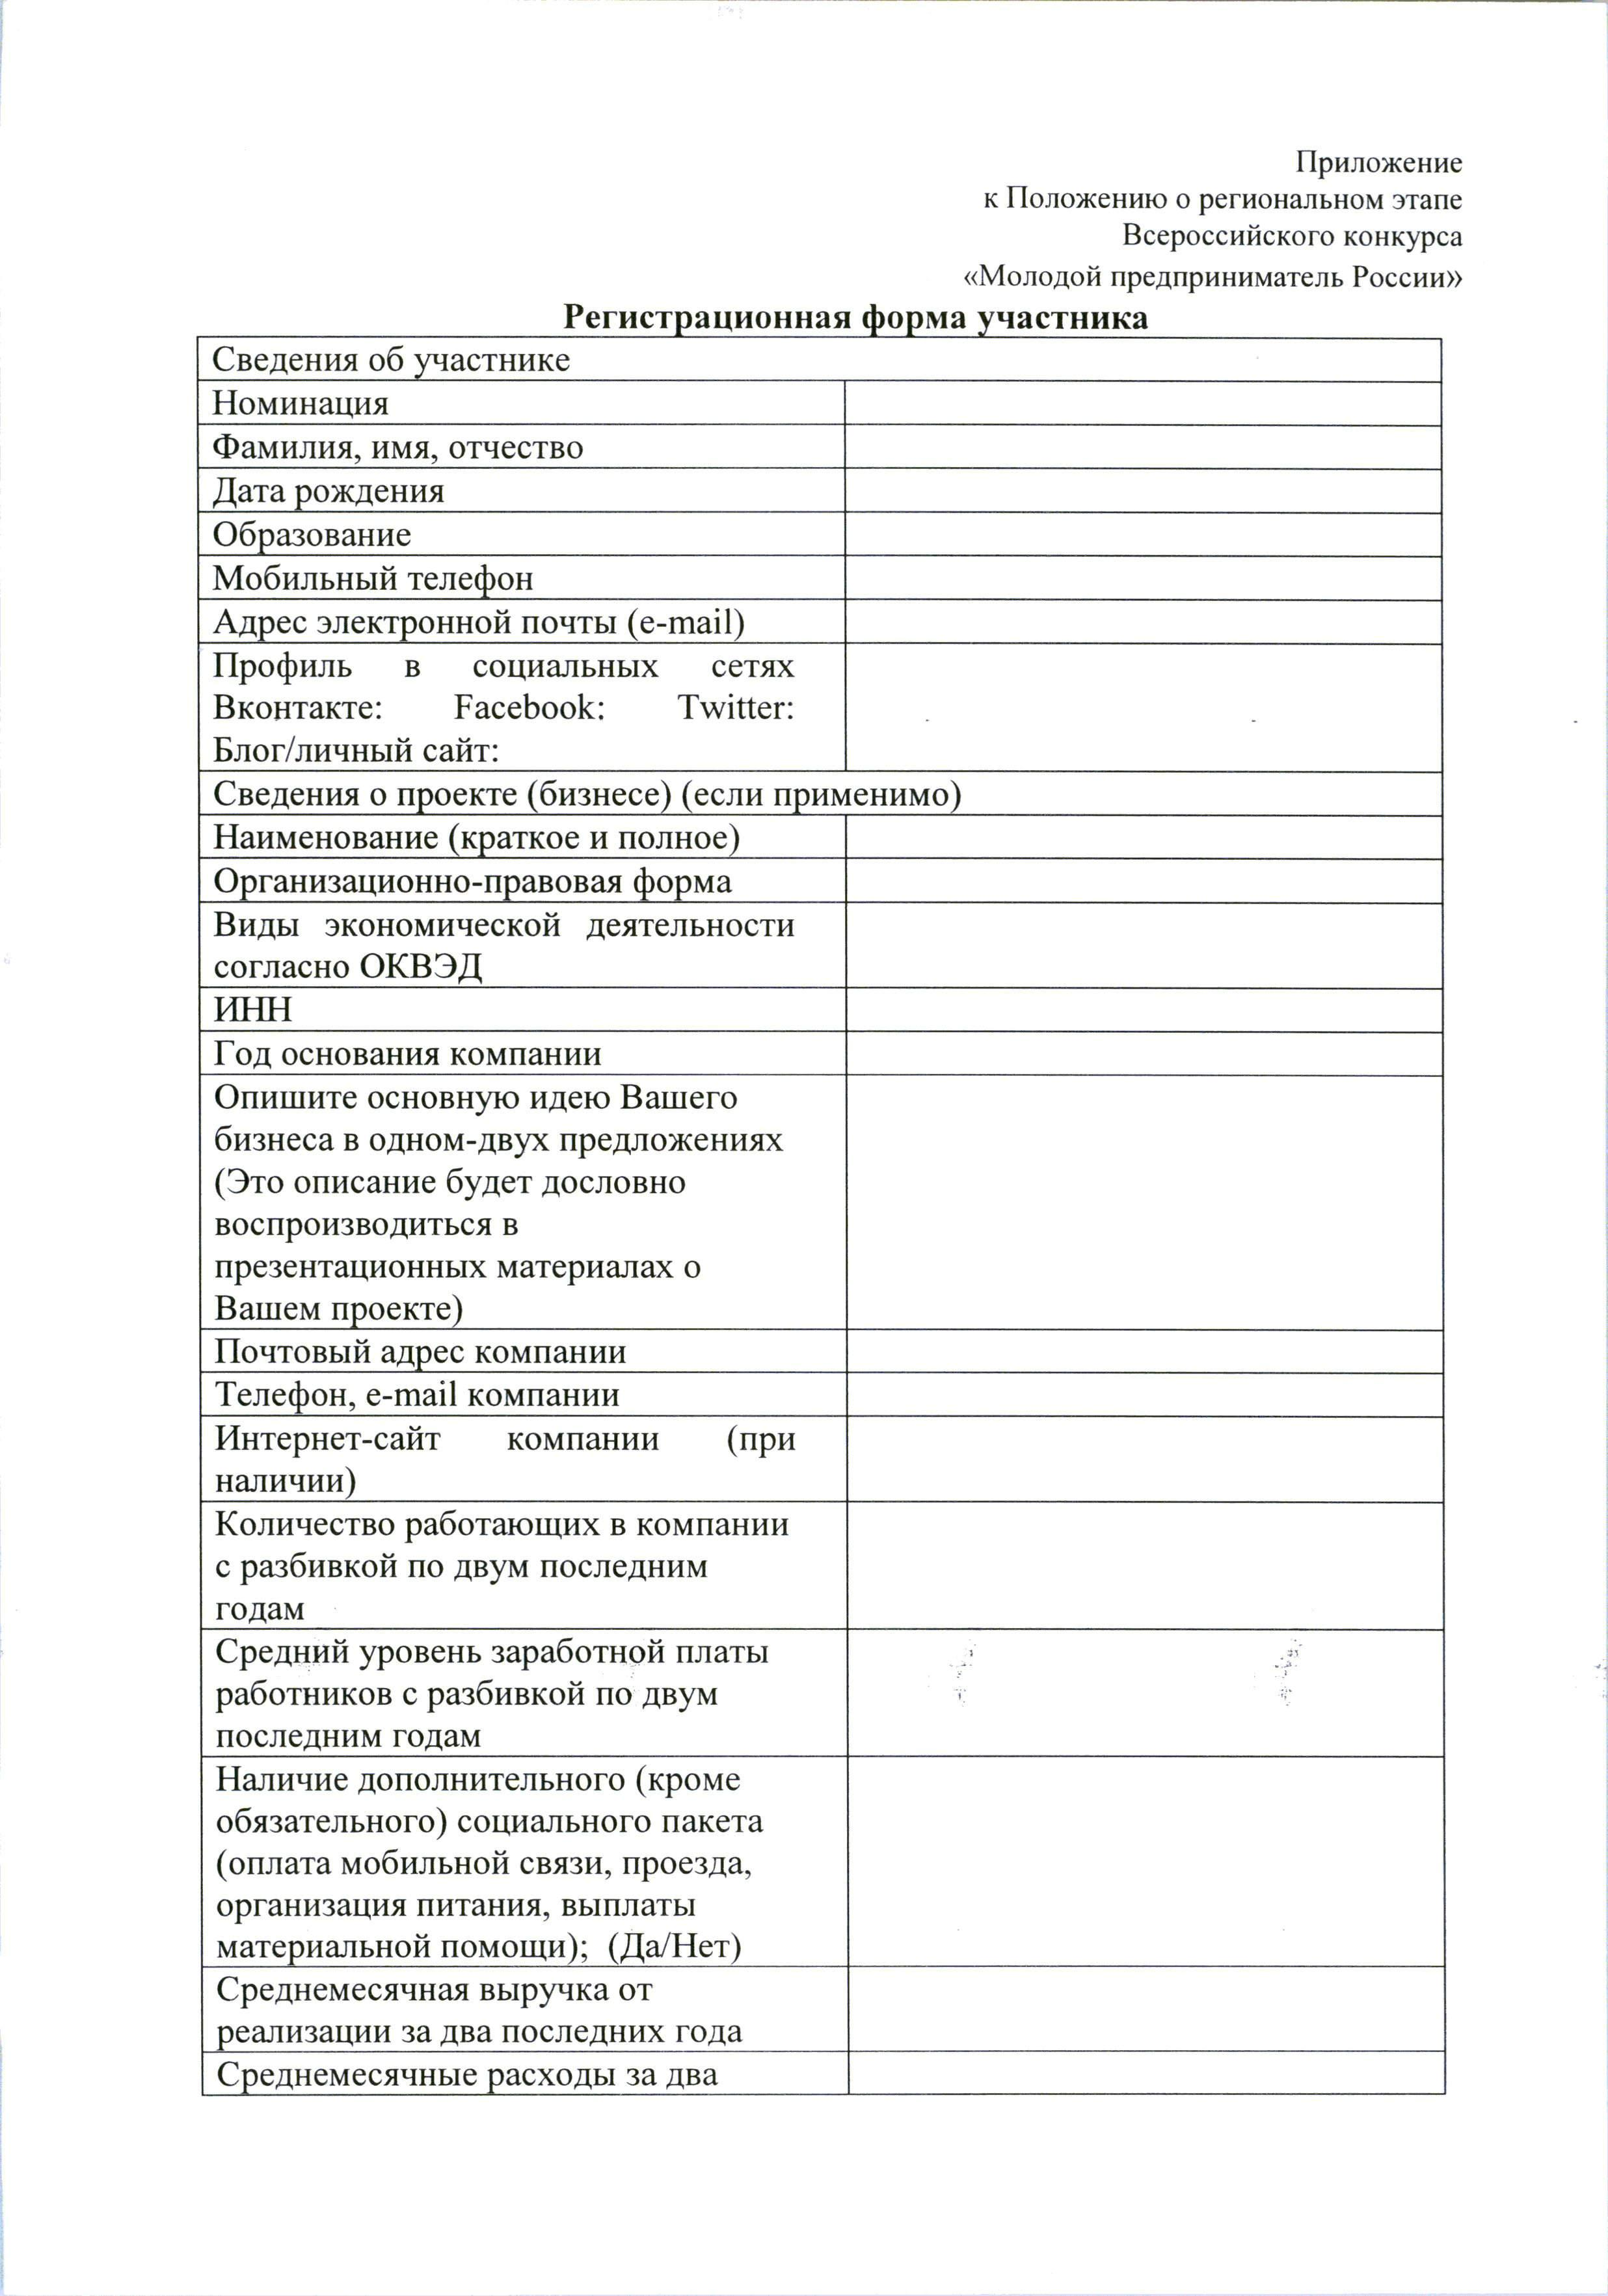 Приложение
к Положению о региональном этапе
Всероссийского конкурса
«Молодой предприниматель России»
Регистрационная форма участника
Сведения об участнике
Номинация
Фамилия, имя, отчество
Дата рождения
Образование
Мобильный телефон
Адрес электронной почты (e-mail)
Профиль в социальных сетях
Вконтакте: Facebook: Twitter:
Блог/личный сайт:
Сведения о проекте (бизнесе) (если применимо)
Наименование (краткое и полное)
Организационно-правовая форма
Виды экономической деятельности
согласно ОКВЭД
ИНН
Год основания компании
Опишите основную идею Вашего
бизнеса в одном-двух предложениях
(Это описание будет дословно
воспроизводиться в
презентационных материалах о
Вашем проекте)
Почтовый адрес компании
Телефон, e-mail компании
Интернет-сайт компании (при
наличии)
Количество работающих в компании
с разбивкой по двум последним
годам
Средний уровень заработной платы
работников с разбивкой по двум
последним годам
Наличие дополнительного (кроме
обязательного) социального пакета
(оплата мобильной связи, проезда,
организация питания, выплаты
материальной помощи); (Да/Нет)
Среднемесячная выручка от
реализации за два последних года
Среднемесячные расходы за два